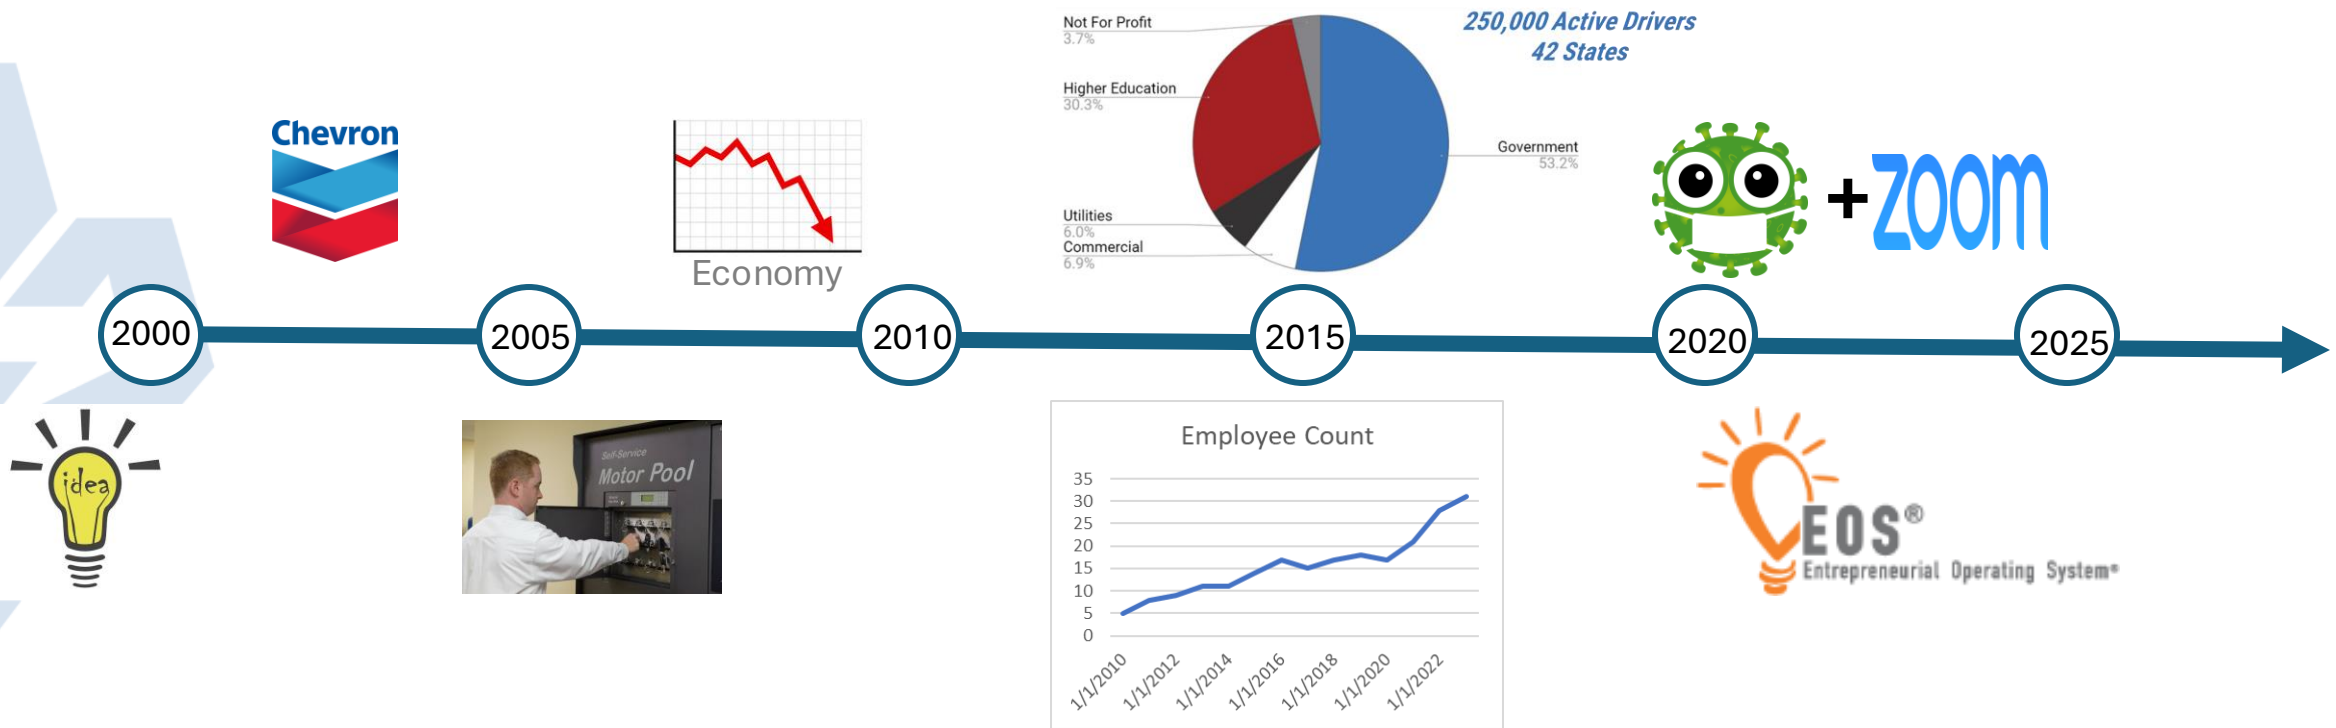 Not For Profit
3.7%
250,000 Active Drivers
42 States
Higher Education
30.3%
Government
53.2%
Utilities
6.0%
Commercial
6.9%
Chevron
Economy
+zoom
2000
2005
2010
2015
2020
2025
idea
Self-Service
Motor Pool
Employee Count
35
30
25
20
15
10
5
0
1/1/2010
1/1/2012
1/1/2014
1/1/2016
1/1/2018
1/1/2020
1/1/2022
EOS®
Entrepreneurial Operating System®